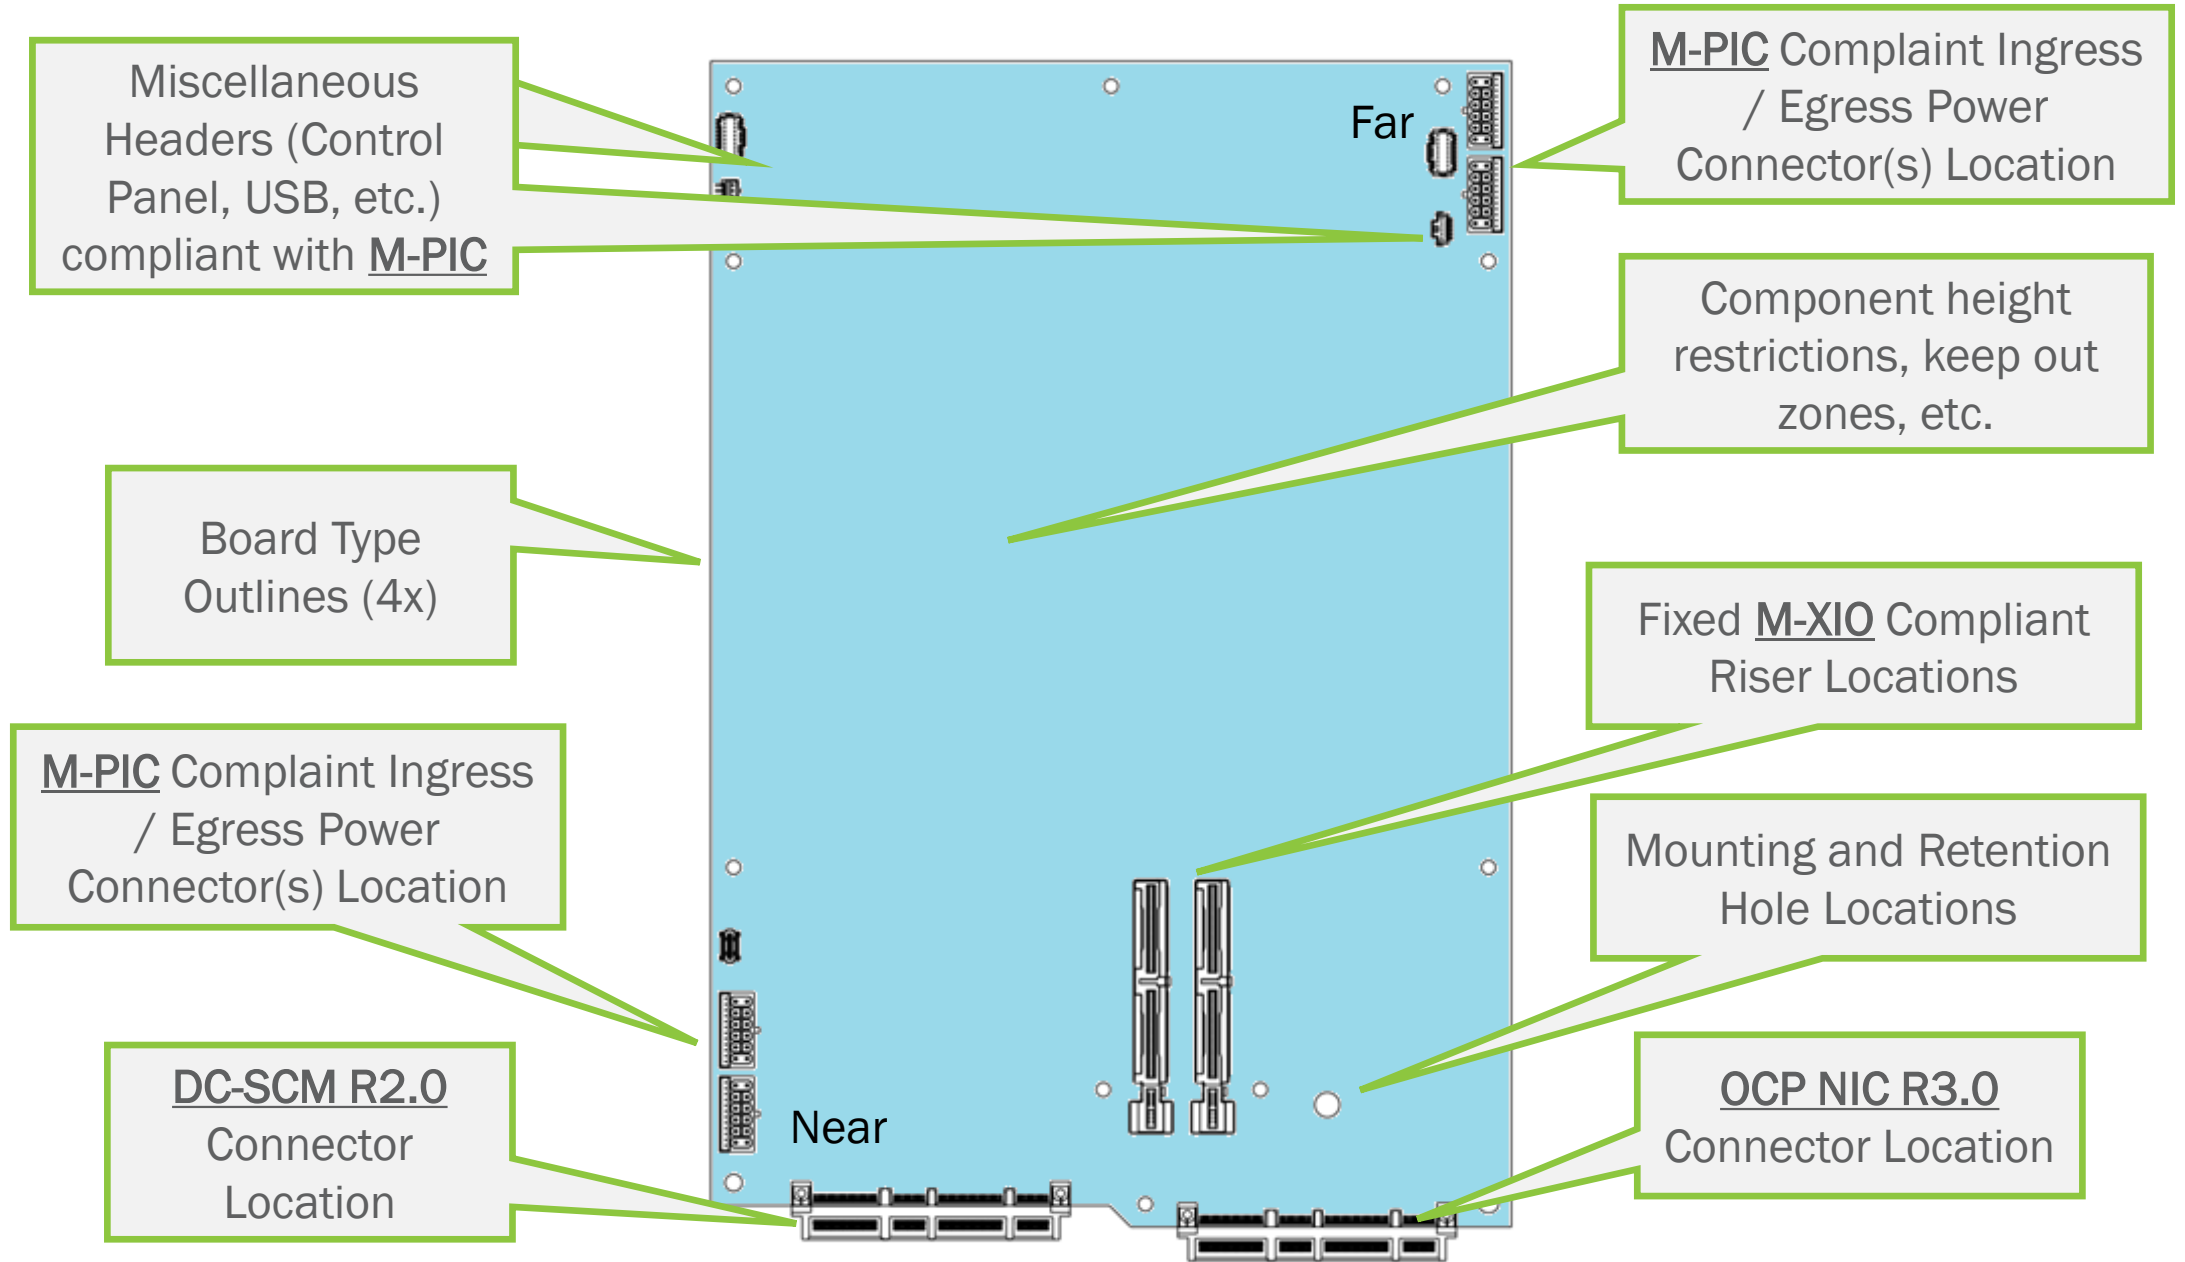 Miscellaneous
Headers (Control
Panel, USB, etc.)
compliant with M-PIC
M-PIC Complaint Ingress
/ Egress Power
Connector(s) Location
Far
Component height
restrictions, keep out
zones, etc.
Board Type
Outlines (4x)
Fixed M-XIO Compliant
Riser Locations
M-PIC Complaint Ingress
/ Egress Power
Connector(s) Location
Mounting and Retention
Hole Locations
DC-SCM R2.0
Connector
Location
Near
OCP NIC R3.0
Connector Location